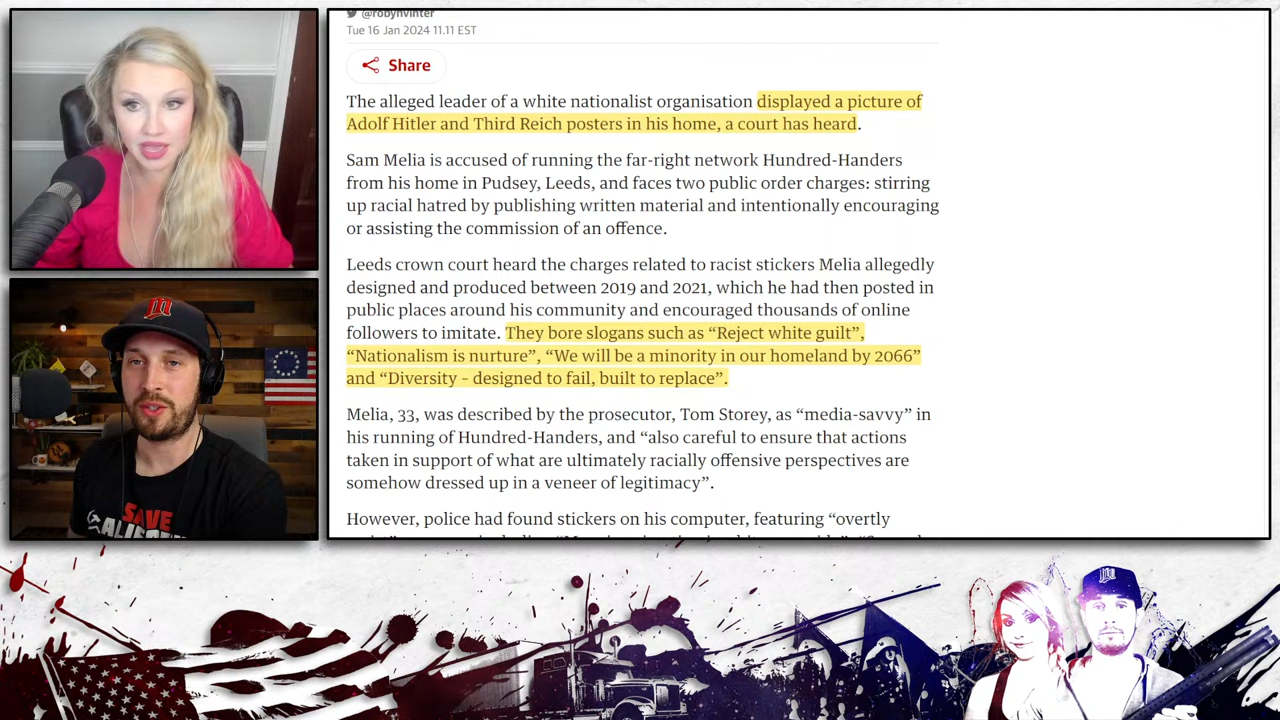 @robynvinter
Tue 16 Jan 2024 11.11 EST
Share
The alleged leader of a white nationalist organisation displayed a picture of
Adolf Hitler and Third Reich posters in his home, a court has heard.
Sam Melia is accused of running the far-right network Hundred-Handers
from his home in Pudsey, Leeds, and faces two public order charges: stirring
up racial hatred by publishing written material and intentionally encouraging
or assisting the commission of an offence.
Leeds crown court heard the charges related to racist stickers Melia allegedly
designed and produced between 2019 and 2021, which he had then posted in
public places around his community and encouraged thousands of online
followers to imitate. They bore slogans such as “Reject white guilt”,
“Nationalism is nurture”, “We will be a minority in our homeland by 2066”
and “Diversity – designed to fail, built to replace”.
Melia, 33, was described by the prosecutor, Tom Storey, as “media-savvy” in
his running of Hundred-Handers, and “also careful to ensure that actions
taken in support of what are ultimately racially offensive perspectives are
somehow dressed up in a veneer of legitimacy”.
However, police had found stickers on his computer, featuring “overtly
SAVE